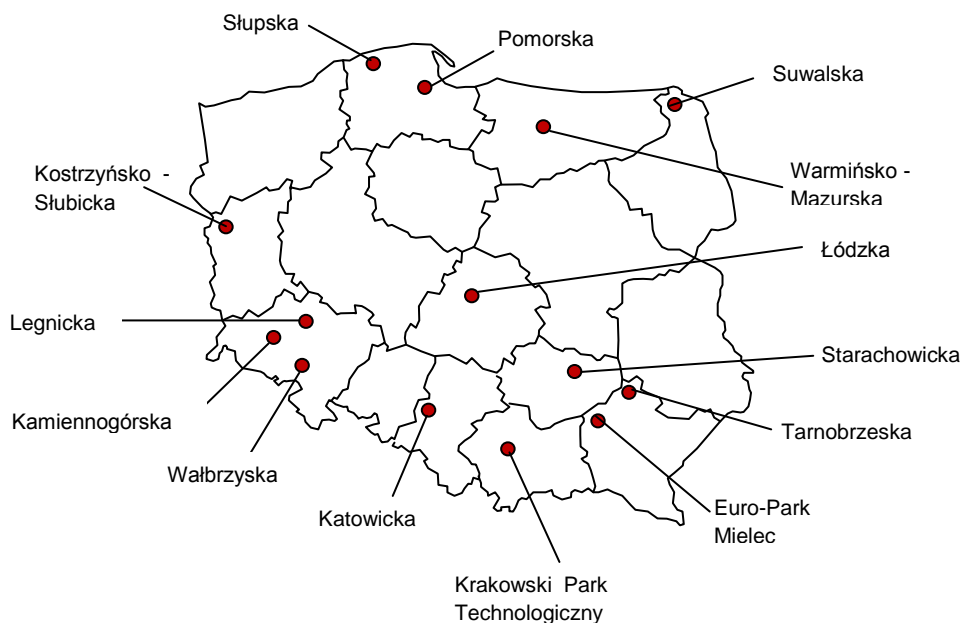 Słupska
Pomorska
Suwalska
Kostrzyńsko -
Słubicka
Warmińsko -
Mazurska
Łódzka
Legnicka
Starachowicka
Kamiennogórska
Tarnobrzeska
Wałbrzyska
Katowicka
Euro-Park
Mielec
Krakowski Park
Technologiczny